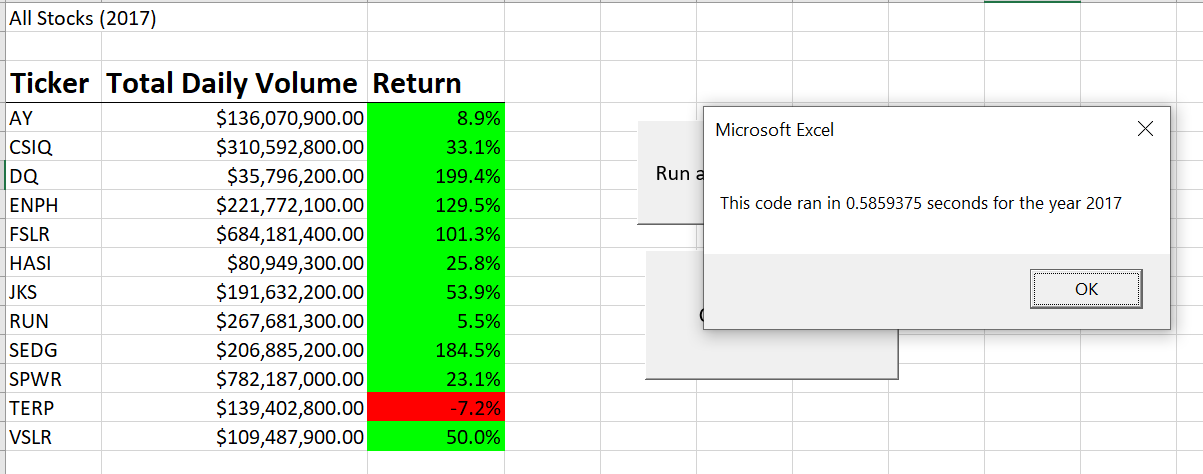 All Stocks (2017)
Ticker Total Daily Volume Return
AY $136,070,900.00 8.9%
CSIQ $310,592,800.00 33.1%
DQ $35,796,200.00 199.4%
ENPH $221,772,100.00 129.5%
FSLR $684,181,400.00 101.3%
HASI $80,949,300.00 25.8%
JKS $191,632,200.00 53.9%
RUN $267,681,300.00 5.5%
SEDG $206,885,200.00 184.5%
SPWR $782,187,000.00 23.1%
TERP $139,402,800.00 -7.2%
VSLR $109,487,900.00 50.0%
Run
Microsoft Excel
This code ran in 0.5859375 seconds for the year 2017
OK